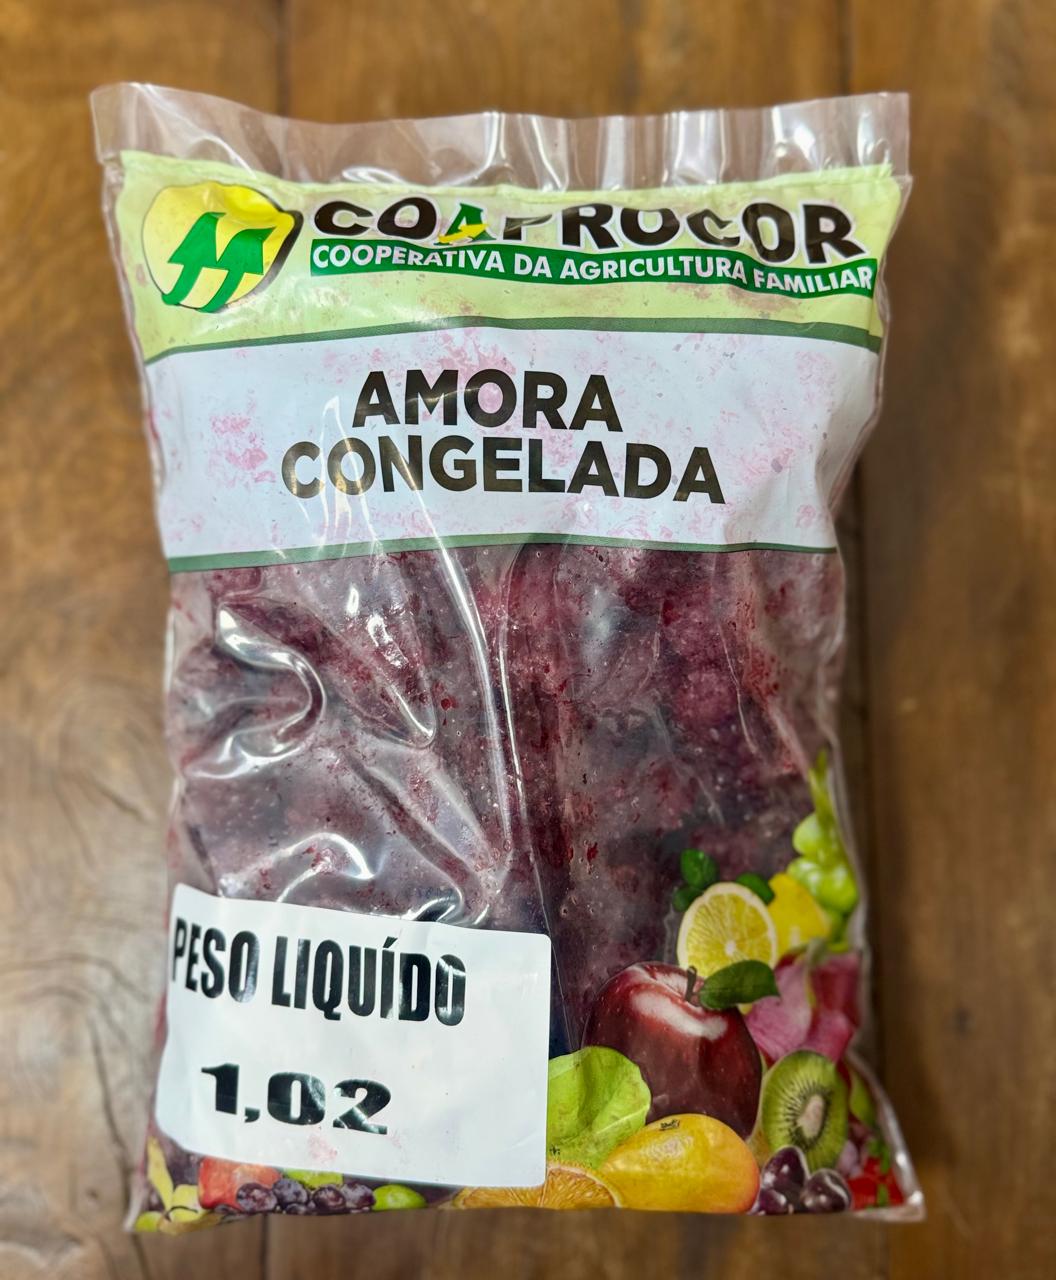 COAPROCOR
COOPERATIVA DA AGRICULTURA FAMILIAR
AMORA
CONGELADA
PESO LIQUÍDO
1,02